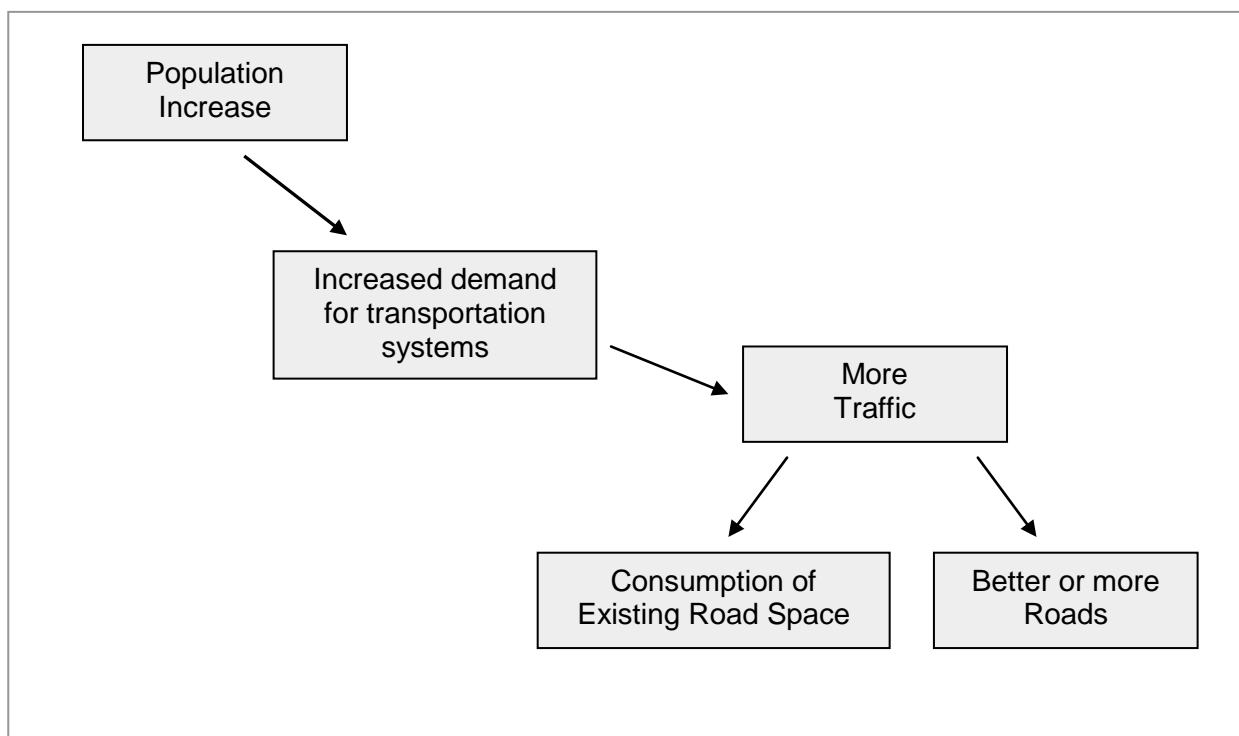 Population
Increase
Increased demand
for transportation
systems
More
Traffic
Consumption of
Existing Road Space
Better or more
Roads